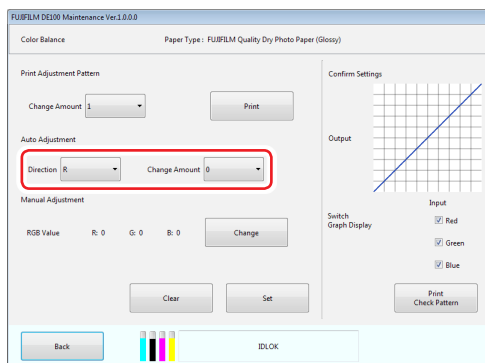 FUJIFILM DE100 Maintenance Ver.1.0.0.0
Color Balance
Paper Type : FUJIFILM Quality Dry Photo Paper (Glossy)
Print Adjustment Pattern
Change Amount 1
Print
Auto Adjustment
Direction R
Change Amount 0
Manual Adjustment
RGB Value R: 0 G: 0 B: 0
Change
Clear
Set
Confirm Settings
Output
Input
Switch
Graph Display
Red
Green
Blue
Print
Check Pattern
Back
IDLOK